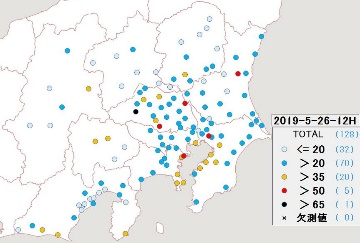 2019-5-26-12H
TOTAL (128)
<= 20 (32)
> 20 (70)
> 35 (20)
> 50 (5)
> 65 (1)
× 欠測値 (0)